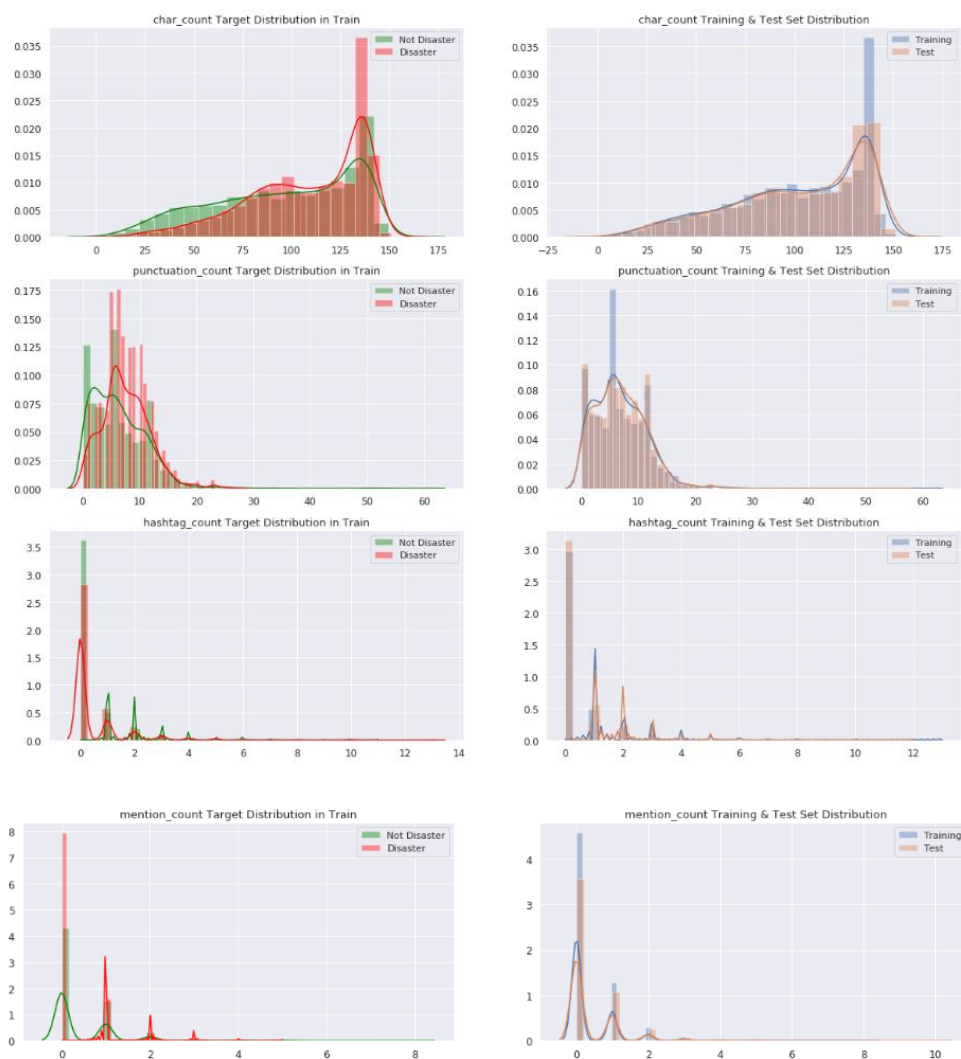 char_count Target Distribution in Train
Not Disaster
Disaster
0.035
0.030
0.025
0.020
0.015
0.010
0.005
0.000
0 25 50 75 100 125 150 175
char_count Training & Test Set Distribution
Training
Test
0.035
0.030
0.025
0.020
0.015
0.010
0.005
0.000
−25 0 25 50 75 100 125 150 175
punctuation_count Target Distribution in Train
Not Disaster
Disaster
0.175
0.150
0.125
0.100
0.075
0.050
0.025
0.000
0 10 20 30 40 50 60
punctuation_count Training & Test Set Distribution
Training
Test
0.16
0.14
0.12
0.10
0.08
0.06
0.04
0.02
0.00
0 10 20 30 40 50 60
hashtag_count Target Distribution in Train
Not Disaster
Disaster
3.5
3.0
2.5
2.0
1.5
1.0
0.5
0.0
0 2 4 6 8 10 12 14
hashtag_count Training & Test Set Distribution
Training
Test
3.0
2.5
2.0
1.5
1.0
0.5
0.0
0 2 4 6 8 10 12
mention_count Target Distribution in Train
Not Disaster
Disaster
8
7
6
5
4
3
2
1
0
0 2 4 6 8
mention_count Training & Test Set Distribution
Training
Test
4
3
2
1
0
0 2 4 6 8 10